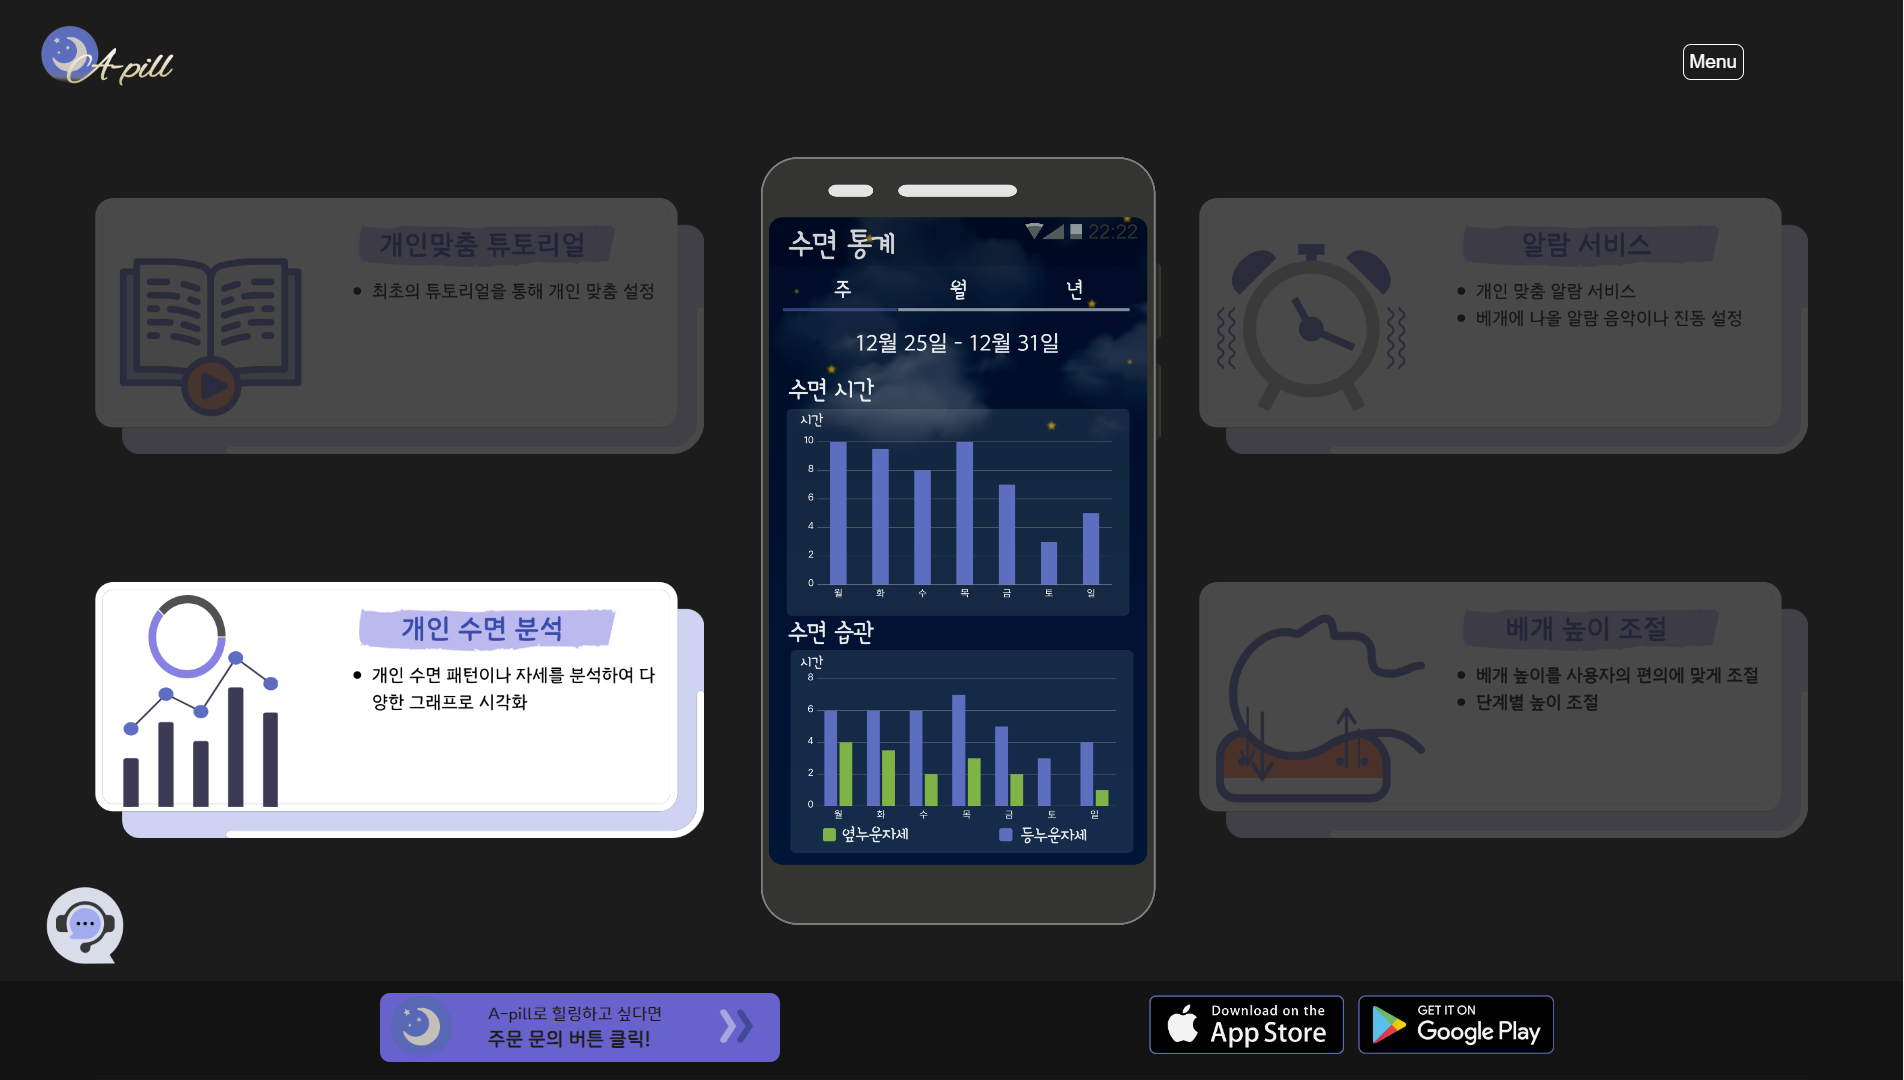 A-pill
Menu
개인맞춤 튜토리얼
최초의 튜토리얼을 통해 개인 맞춤 설정
개인 수면 분석
개인 수면 패턴이나 자세를 분석하여 다
양한 그래프로 시각화
22:22
수면 통계
주 월 년
12월 25일 - 12월 31일
수면 시간
시간
10
8
6
4
2
0
월 화 수 목 금 토 일
수면 습관
시간
8
6
4
2
0
월 화 수 목 금 토 일
옆누운자세 등누운자세
알람 서비스
개인 맞춤 알람 서비스
베개에 나올 알람 음악이나 진동 설정
베개 높이 조절
베개 높이를 사용자의 편의에 맞게 조절
단계별 높이 조절
A-pill로 힐링하고 싶다면
주문 문의 버튼 클릭!
Download on the
App Store
GET IT ON
Google Play